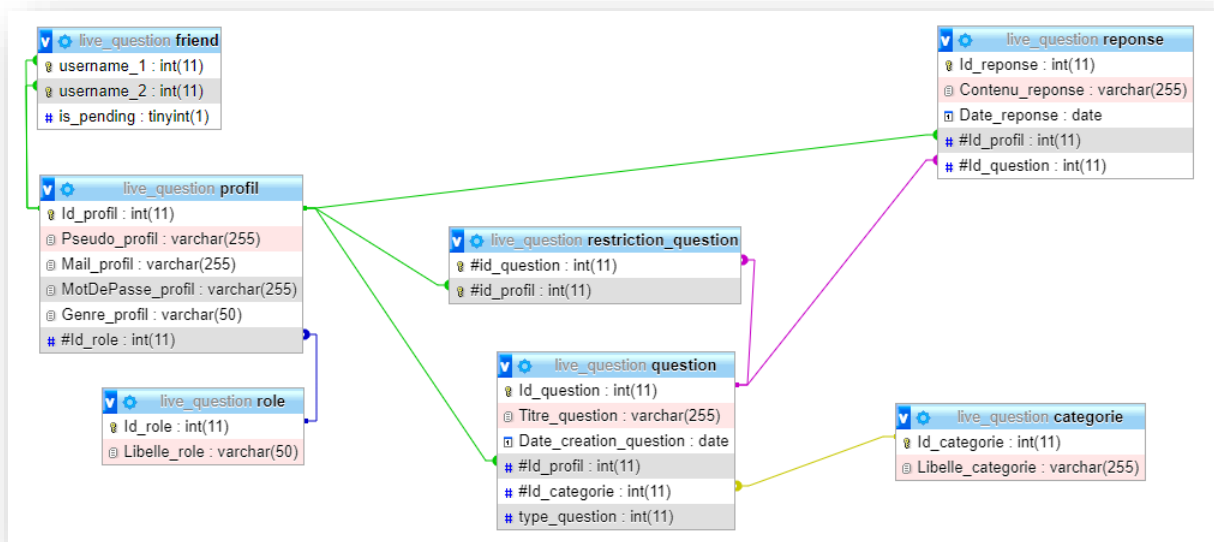 live_question friend
username_1 : int(11)
username_2 : int(11)
# is_pending : tinyint(1)
live_question reponse
Id_reponse : int(11)
Contenu_reponse : varchar(255)
Date_reponse : date
# #Id_profil : int(11)
# #Id_question : int(11)
live_question profil
Id_profil : int(11)
Pseudo_profil : varchar(255)
Mail_profil : varchar(255)
MotDePasse_profil : varchar(255)
Genre_profil : varchar(50)
# #Id_role : int(11)
live_question restriction_question
#id_question : int(11)
#id_profil : int(11)
live_question question
Id_question : int(11)
Titre_question : varchar(255)
Date_creation_question : date
# #Id_profil : int(11)
# #Id_categorie : int(11)
# type_question : int(11)
live_question role
Id_role : int(11)
Libelle_role : varchar(50)
live_question categorie
Id_categorie : int(11)
Libelle_categorie : varchar(255)